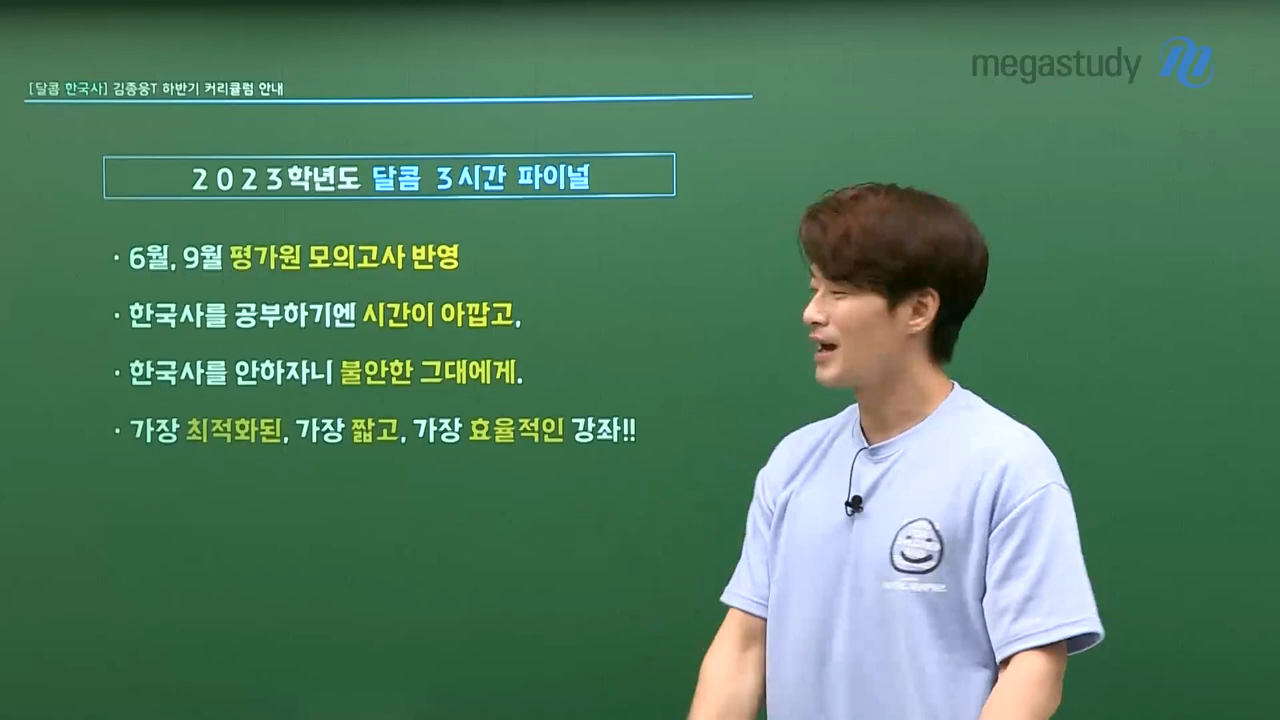 megastudy
[달콤 한국사] 김종웅T 하반기 커리큘럼 안내
2023학년도 달콤 3시간 파이널
· 6월, 9월 평가원 모의고사 반영
· 한국사를 공부하기엔 시간이 아깝고,
· 한국사를 안하자니 불안한 그대에게.
· 가장 최적화된, 가장 짧고, 가장 효율적인 강좌!!